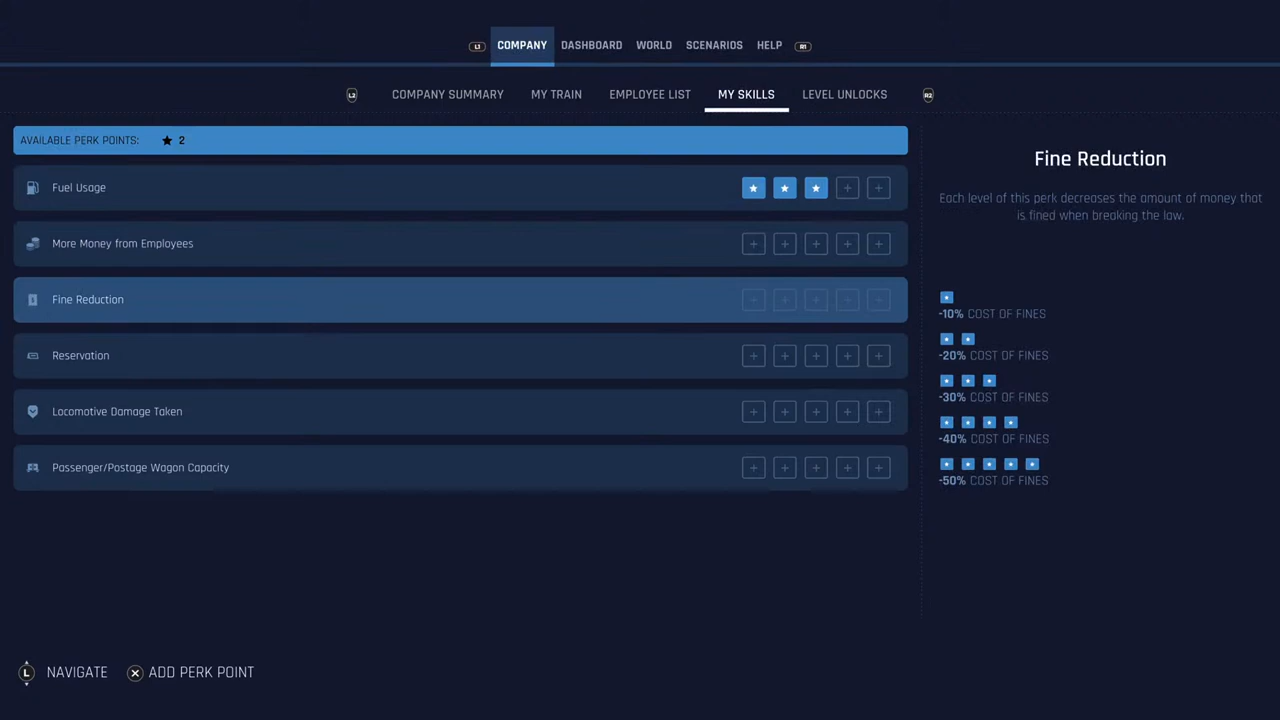 L1 COMPANY DASHBOARD WORLD SCENARIOS HELP R1
L2 COMPANY SUMMARY MY TRAIN EMPLOYEE LIST MY SKILLS LEVEL UNLOCKS R2
AVAILABLE PERK POINTS: ★ 2
Fuel Usage
More Money from Employees
Fine Reduction
Reservation
Locomotive Damage Taken
Passenger/Postage Wagon Capacity
Fine Reduction
Each level of this perk decreases the amount of money that
is fined when breaking the law.
-10% COST OF FINES
-20% COST OF FINES
-30% COST OF FINES
-40% COST OF FINES
-50% COST OF FINES
L NAVIGATE X ADD PERK POINT